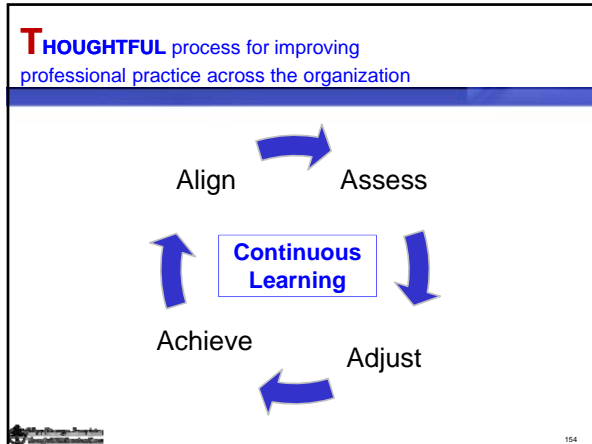 THOUGHTFUL process for improving
professional practice across the organization
Align
Assess
Continuous
Learning
Achieve
Adjust
154